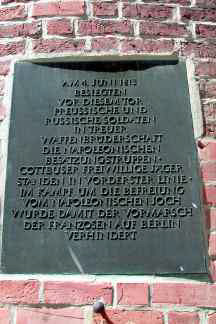 AM 4. JUNI 1813
BESIEGTEN
VOR DIESEM TOR
PREUSSISCHE UND
RUSSISCHE SOLDATEN
IN TREUER
WAFFENBRÜDERSCHAFT
DIE NAPOLEONISCHEN
BESATZUNGSTRUPPEN ·
COTTBUSER FREIWILLIGE JÄGER
STANDEN IN VORDERSTER LINIE ·
IM KAMPF UM DIE BEFREIUNG
VOM NAPOLEONISCHEN JOCH
WURDE DAMIT DER VORMARSCH
DER FRANZOSEN AUF BERLIN
VERHINDERT